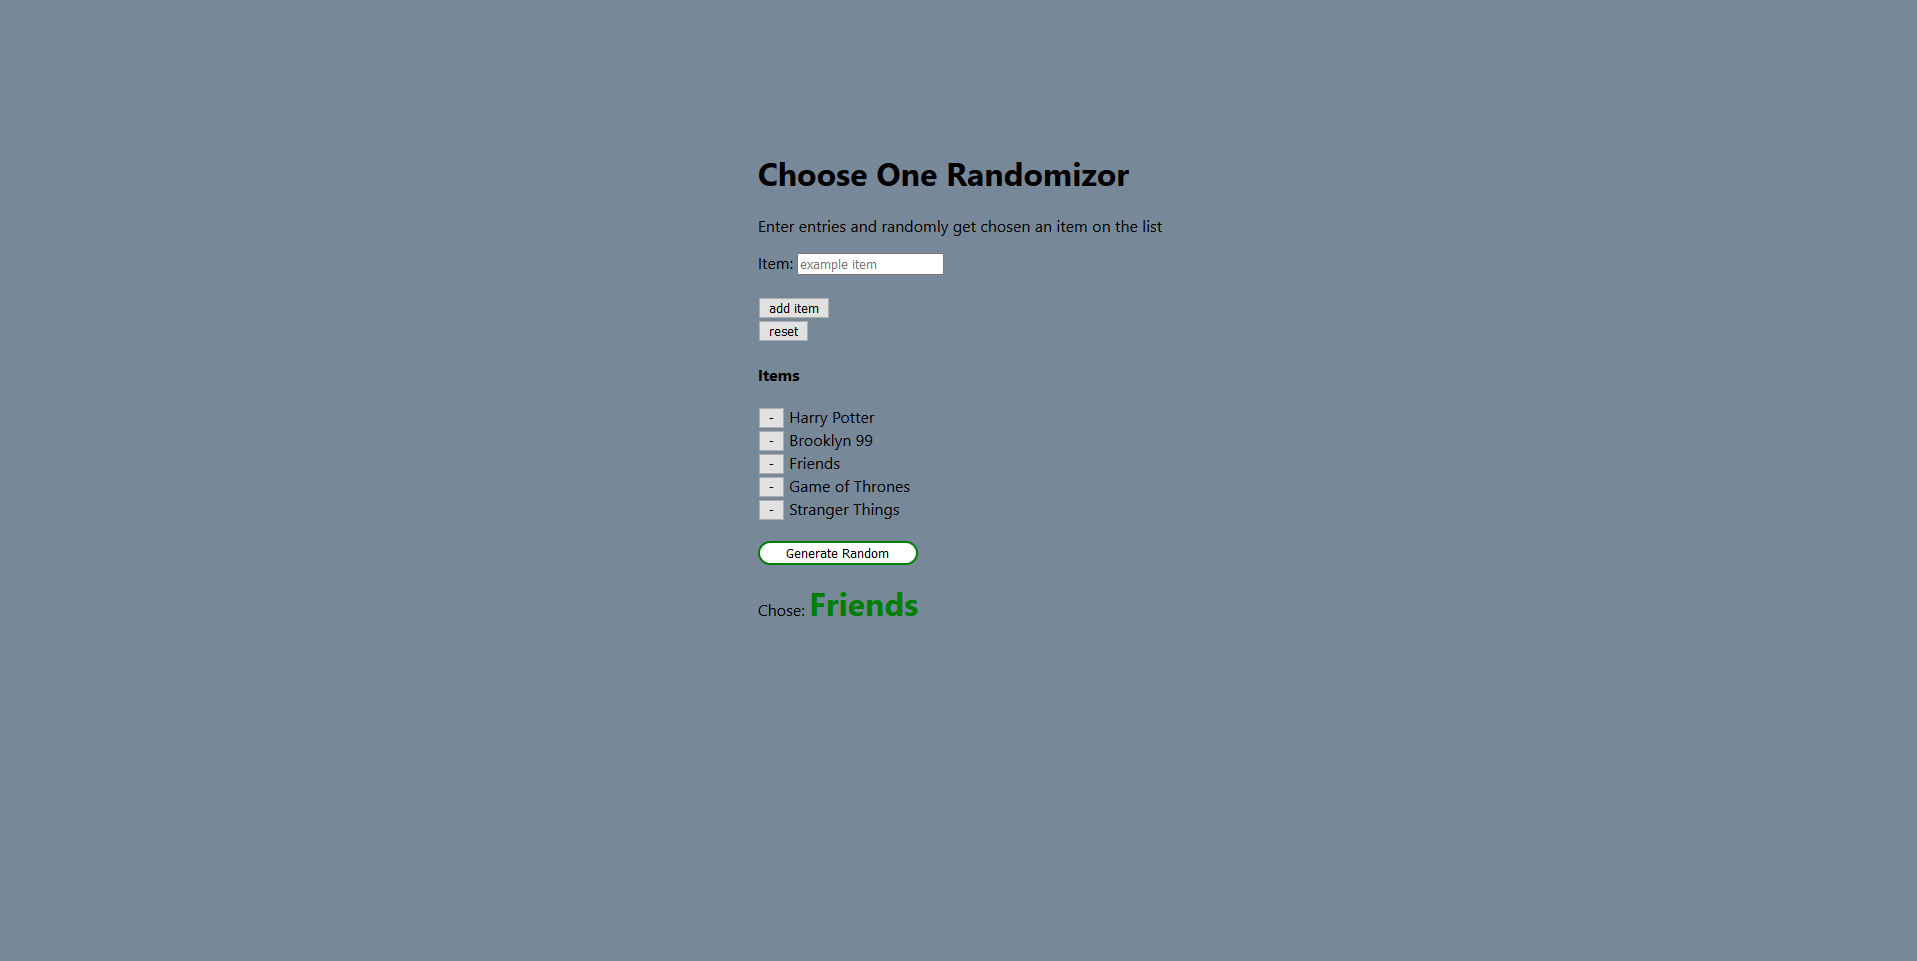 Choose One Randomizor
Enter entries and randomly get chosen an item on the list
Item: example item
add item
reset
Items
- Harry Potter
- Brooklyn 99
- Friends
- Game of Thrones
- Stranger Things
Generate Random
Chose: Friends